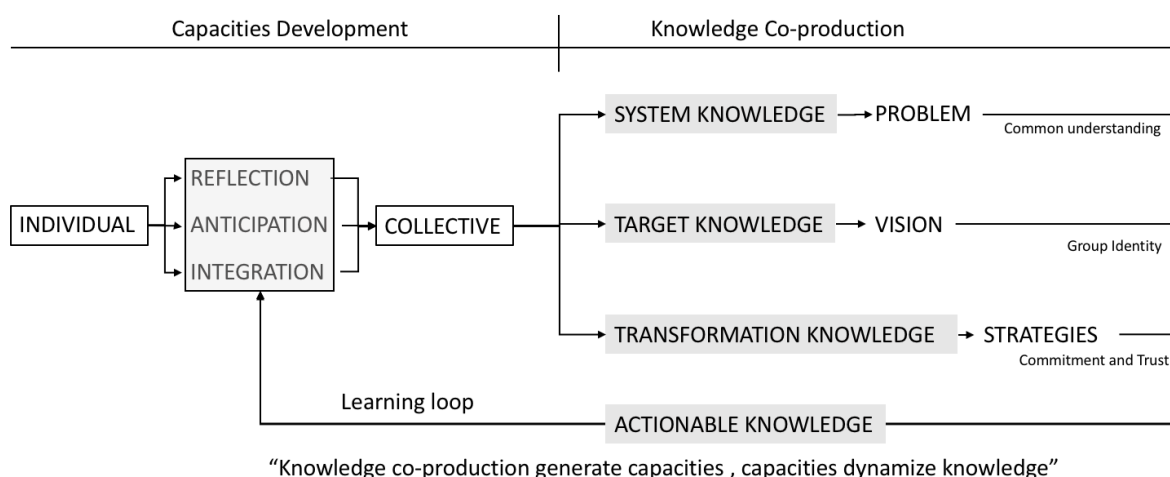 Capacities Development
Knowledge Co-production
SYSTEM KNOWLEDGE
PROBLEM
Common understanding
REFLECTION
INDIVIDUAL
ANTICIPATION
COLLECTIVE
TARGET KNOWLEDGE
VISION
Group Identity
INTEGRATION
TRANSFORMATION KNOWLEDGE
STRATEGIES
Commitment and Trust
Learning loop
ACTIONABLE KNOWLEDGE
“Knowledge co-production generate capacities , capacities dynamize knowledge”